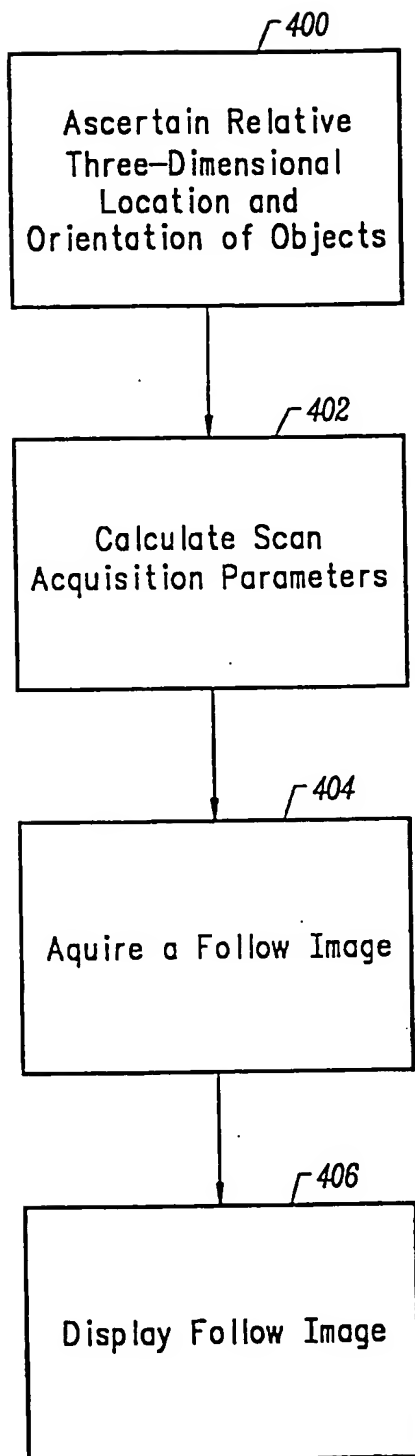 400
Ascertain Relative
Three-Dimensional
Location and
Orientation of Objects
402
Calculate Scan
Acquisition Parameters
404
Aquire a Follow Image
406
Display Follow Image